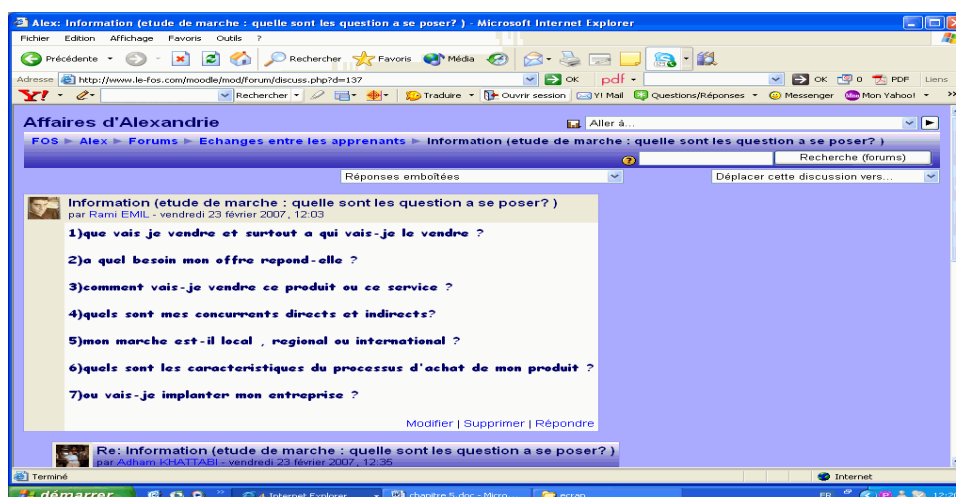 Alex: Information (etude de marche : quelle sont les question a se poser? ) - Microsoft Internet Explorer
Fichier Edition Affichage Favoris Outils ?
Précédente Rechercher Favoris Média
Adresse http://www.le-fos.com/moodle/mod/forum/discuss.php?d=137 OK pdf OK 0 PDF Liens
Y! Rechercher Traduire Ouvrir session Y! Mail Questions/Réponses Messenger Mon Yahoo! »
Affaires d'Alexandrie Aller à...
FOS ► Alex ► Forums ► Echanges entre les apprenants ► Information (etude de marche : quelle sont les question a se poser? )
Recherche (forums)
Réponses emboîtées Déplacer cette discussion vers...
Information (etude de marche : quelle sont les question a se poser? )
par Rami EMIL - vendredi 23 février 2007, 12:03
1)que vais je vendre et surtout a qui vais-je le vendre ?
2)a quel besoin mon offre repond-elle ?
3)comment vais-je vendre ce produit ou ce service ?
4)quels sont mes concurrents directs et indirects?
5)mon marche est-il local , regional ou international ?
6)quels sont les caracteristiques du processus d'achat de mon produit ?
7)ou vais-je implanter mon entreprise ?
Modifier | Supprimer | Répondre
Re: Information (etude de marche : quelle sont les question a se poser? )
par Adham KHATTABI - vendredi 23 février 2007, 12:35
Terminé Internet
démarrer » 4 Internet Explorer chapitre 5.doc - Micro... ecran FR